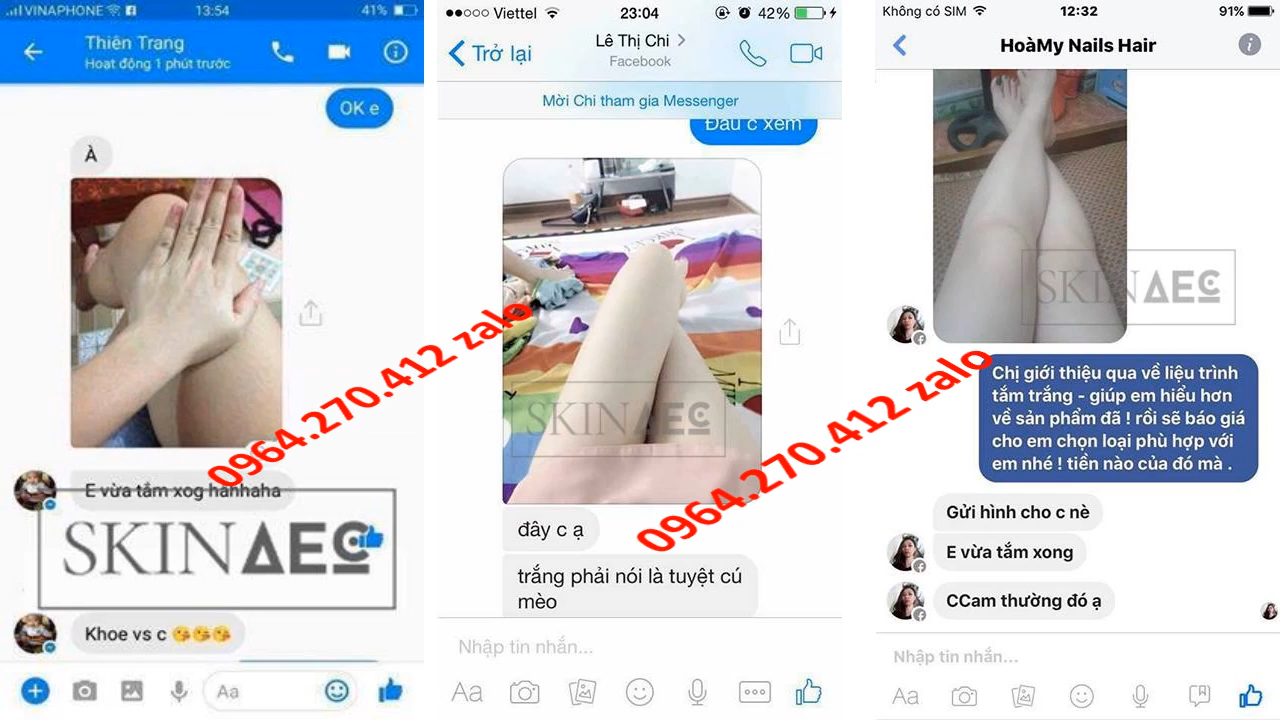 VINAPHONE
13:54
41%
Thiên Trang
Hoạt động 1 phút trước
OK e
À
E vừa tắm xog hahhaha
SKINAEC
Khoe vs c 😘😘😘
Aa
Viettel
23:04
42%
Trở lại
Lê Thị Chi
Facebook
Mời Chi tham gia Messenger
Đâu c xem
SKINAEC
đây c ạ
trắng phải nói là tuyệt cú
mèo
Nhập tin nhắn...
Aa
Không có SIM
12:32
91%
HoàMy Nails Hair
SKINAEC
Chị giới thiệu qua về liệu trình
tắm trắng - giúp em hiểu hơn
về sản phẩm đã ! rồi sẽ báo giá
cho em chọn loại phù hợp với
em nhé ! tiền nào của đó mà .
Gửi hình cho c nè
E vừa tắm xong
CCam thường đó ạ
Nhập tin nhắn...
Aa
0964.270.412 zalo
0964.270.412 zalo